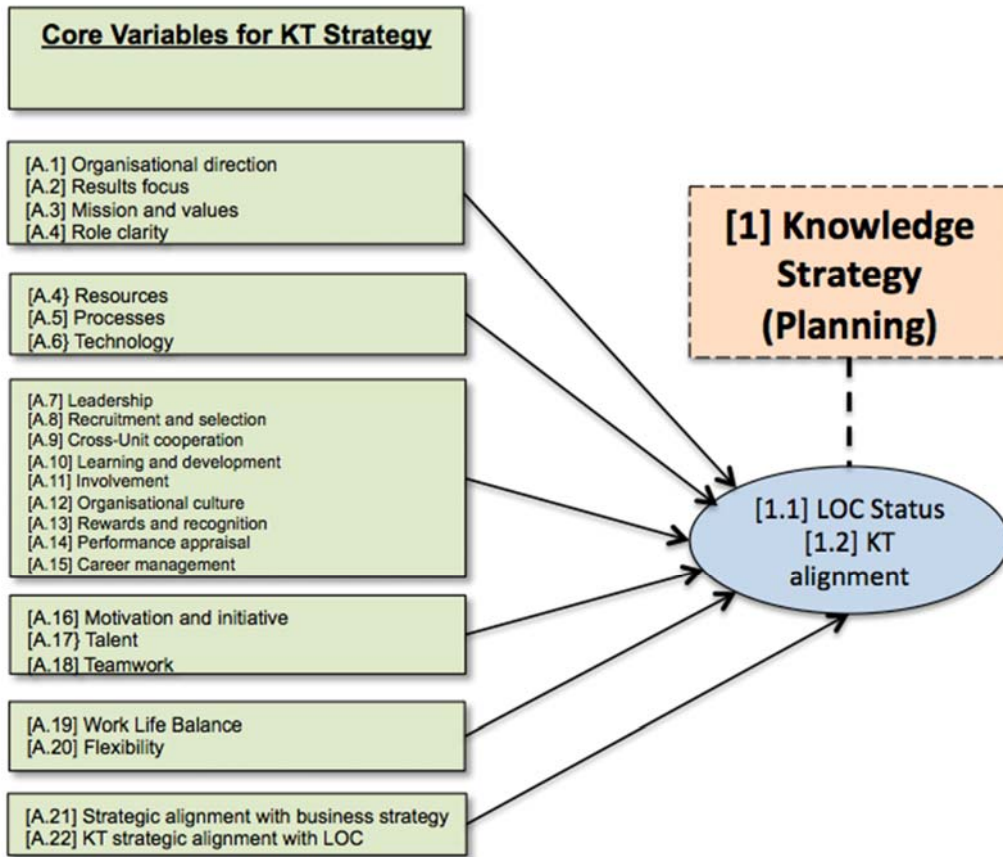 Core Variables for KT Strategy
[A.1] Organisational direction
[A.2] Results focus
[A.3] Mission and values
[A.4] Role clarity
[A.4} Resources
[A.5] Processes
[A.6} Technology
[A.7] Leadership
[A.8] Recruitment and selection
[A.9] Cross-Unit cooperation
[A.10] Learning and development
[A.11] Involvement
[A.12] Organisational culture
[A.13] Rewards and recognition
[A.14] Performance appraisal
[A.15] Career management
[A.16] Motivation and initiative
[A.17} Talent
[A.18] Teamwork
[A.19] Work Life Balance
[A.20] Flexibility
[A.21] Strategic alignment with business strategy
[A.22] KT strategic alignment with LOC
[1] Knowledge
Strategy
(Planning)
[1.1] LOC Status
[1.2] KT
alignment